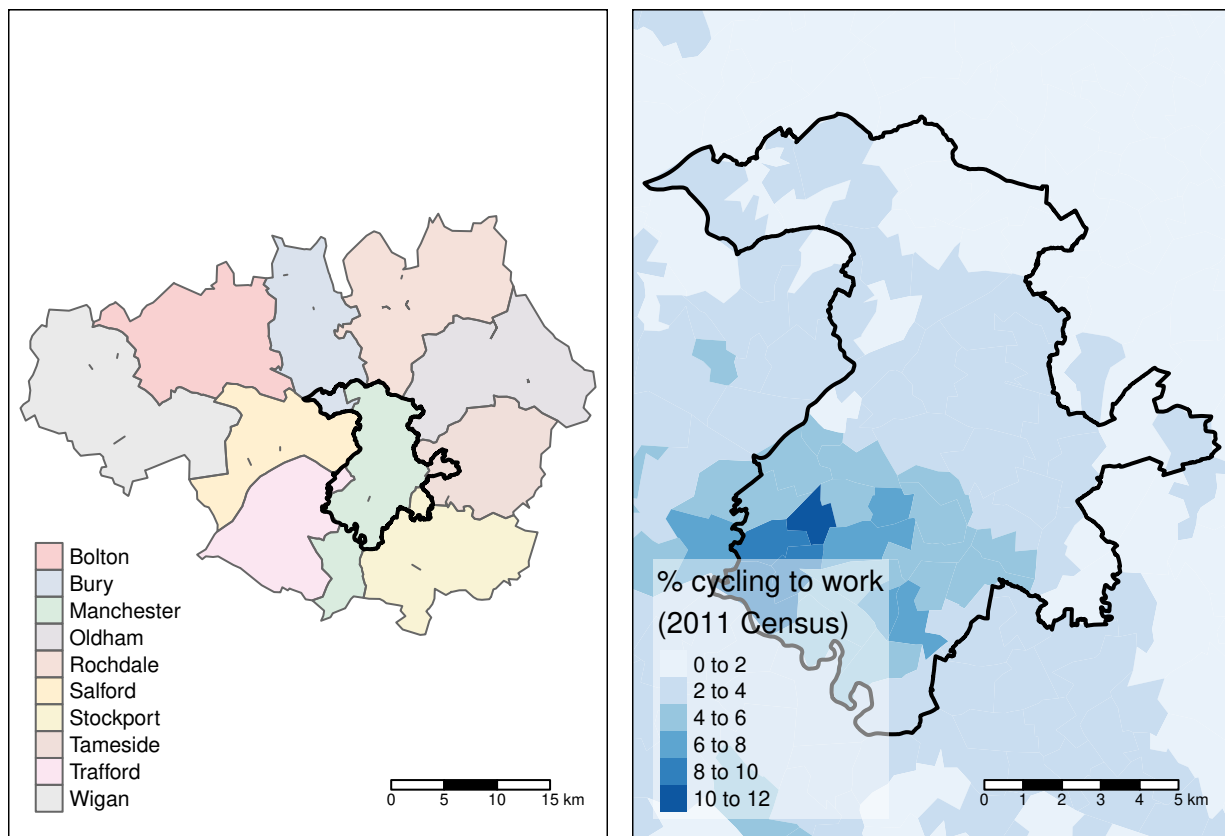 Bolton
Bury
Manchester
Oldham
Rochdale
Salford
Stockport
Tameside
Trafford
Wigan
0 5 10 15 km
% cycling to work
(2011 Census)
0 to 2
2 to 4
4 to 6
6 to 8
8 to 10
10 to 12
0 1 2 3 4 5 km